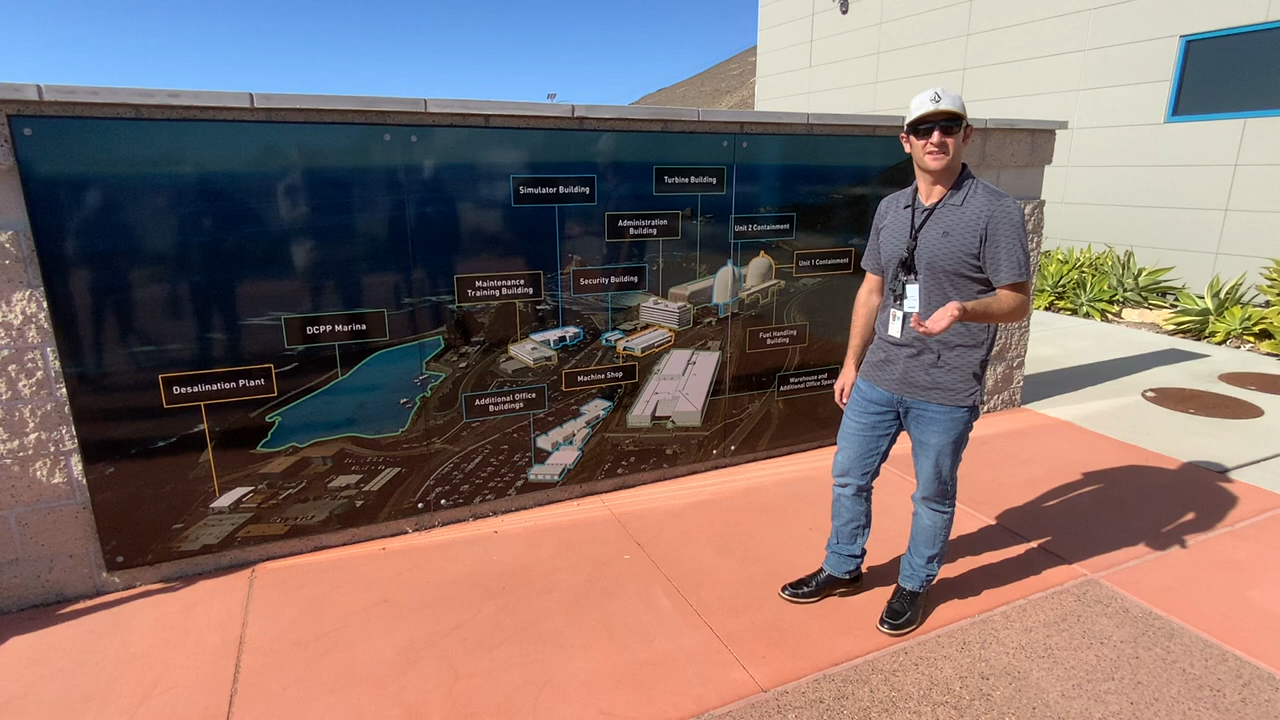 Turbine Building
Simulator Building
Administration
Building
Unit 2 Containment
Unit 1 Containment
Security Building
Maintenance
Training Building
DCPP Marina
Fuel Handling
Building
Desalination Plant
Machine Shop
Warehouse and
Additional Office Space
Additional Office
Buildings